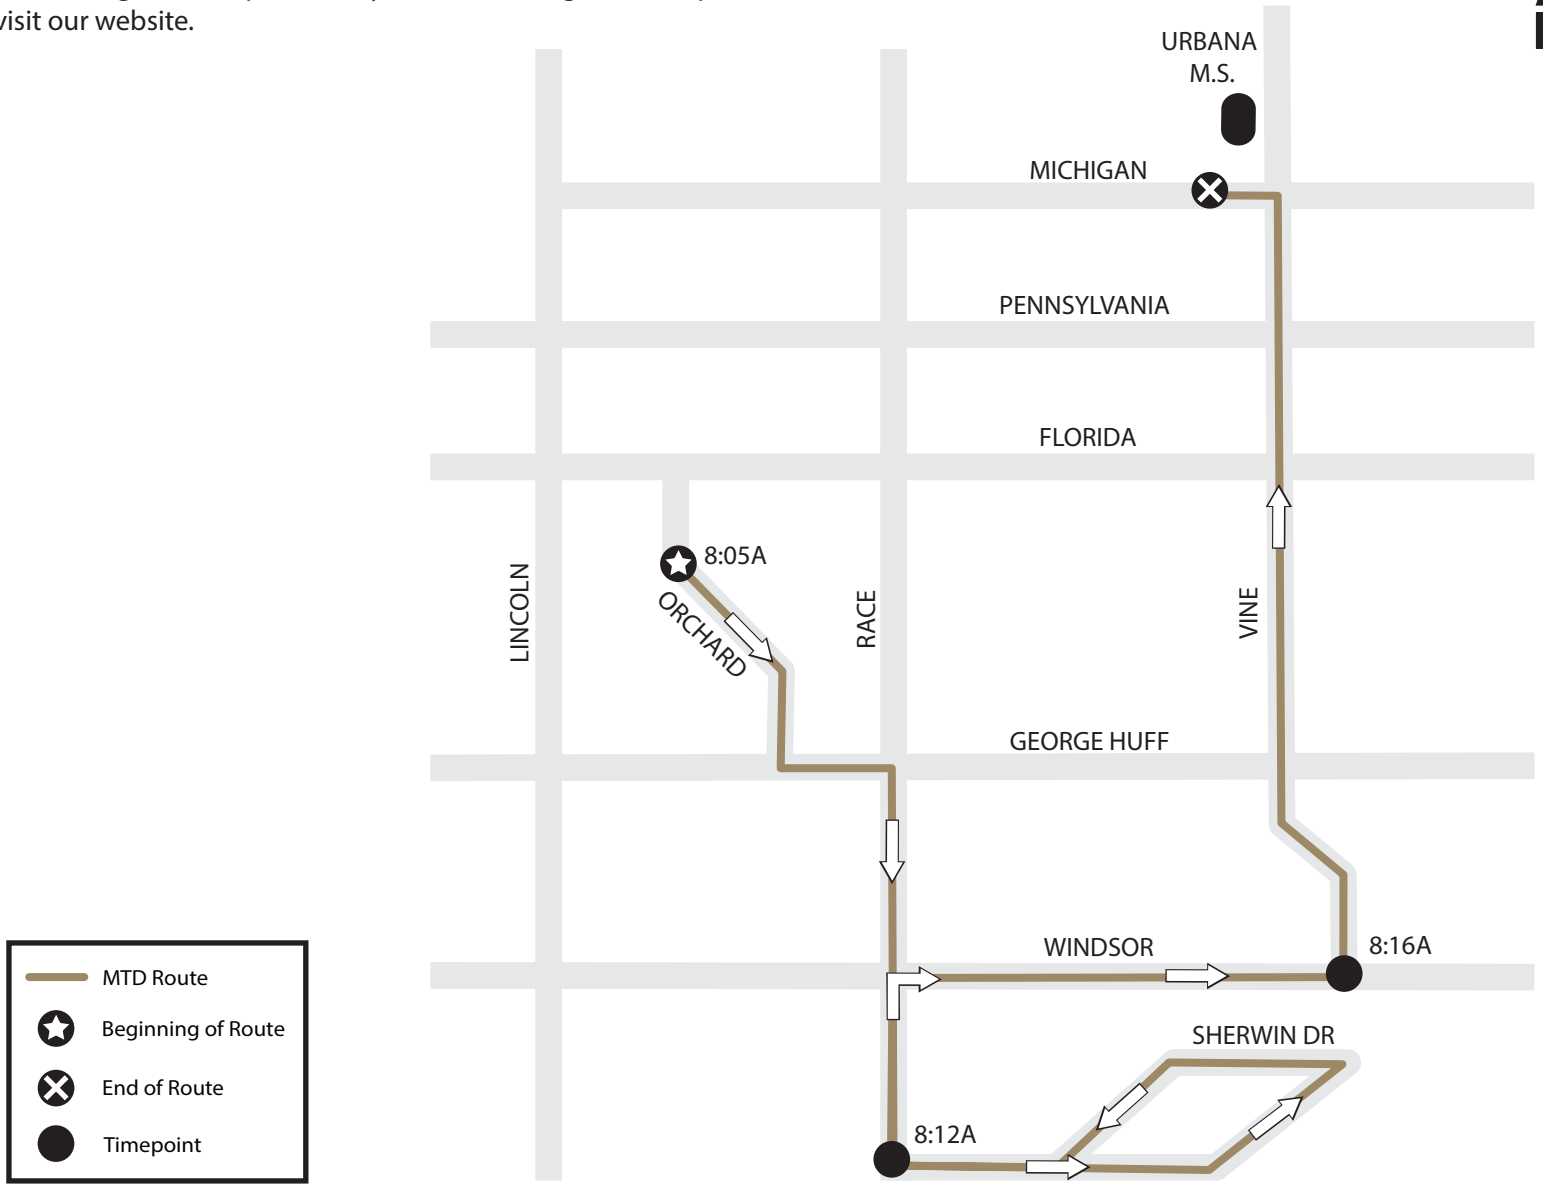 visit our website.
URBANA
M.S.
MICHIGAN
PENNSYLVANIA
FLORIDA
8:05A
ORCHARD
LINCOLN
RACE
VINE
GEORGE HUFF
WINDSOR
8:16A
SHERWIN DR
8:12A
MTD Route
Beginning of Route
End of Route
Timepoint